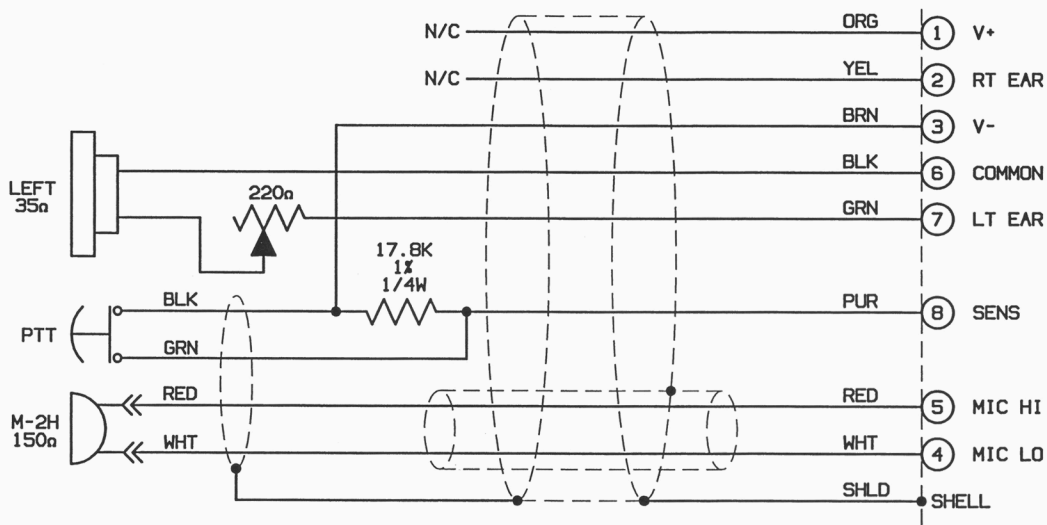 N/C ORG 1 V+
N/C YEL 2 RT EAR
BRN 3 V-
BLK 6 COMMON
LEFT
35Ω
220Ω
GRN 7 LT EAR
17.8K
1%
1/4W
BLK PUR 8 SENS
PTT
GRN
RED RED 5 MIC HI
M-2H
150Ω
WHT WHT 4 MIC LO
SHLD SHELL